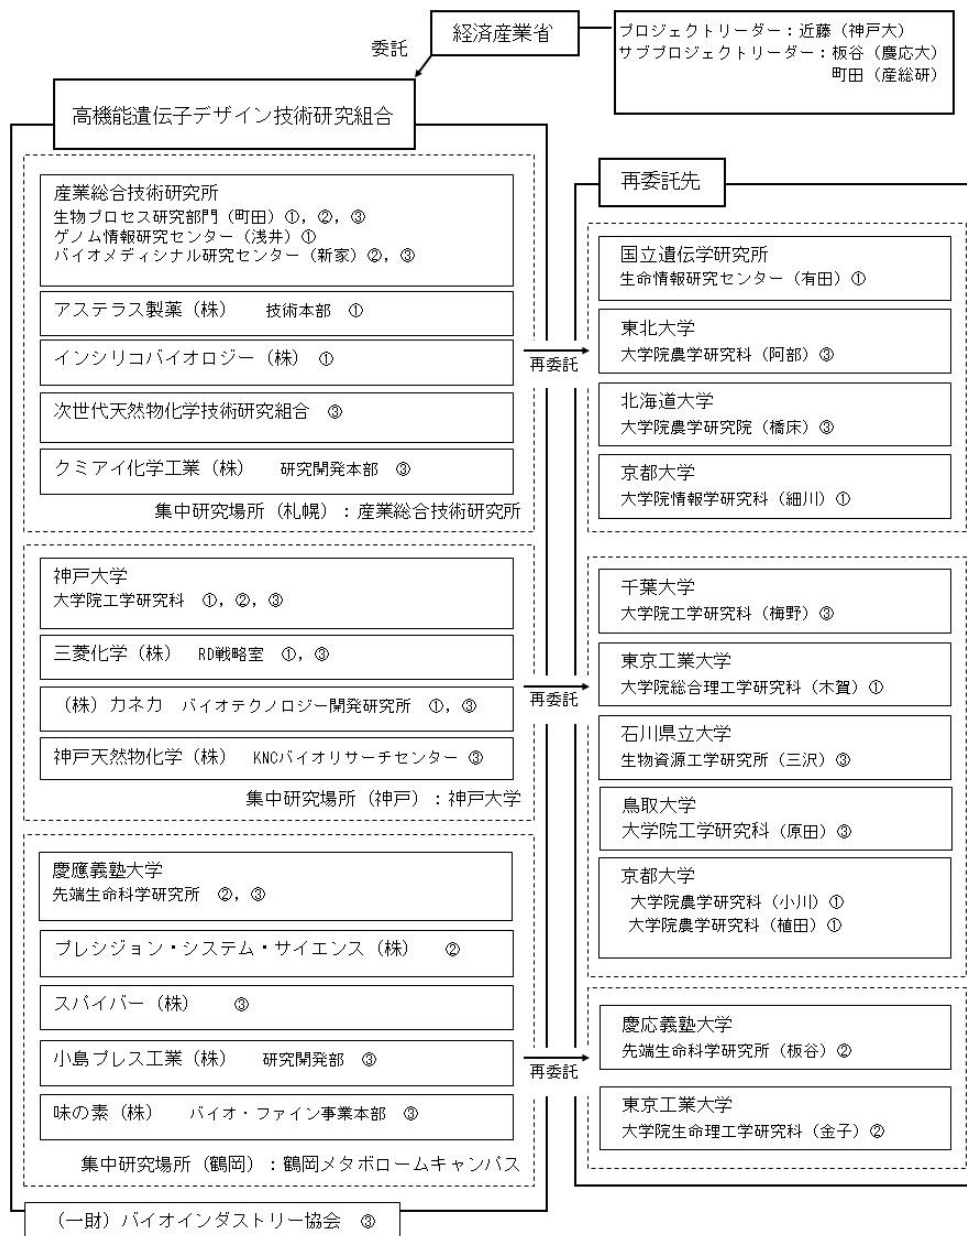 経済産業省
プロジェクトリーダー：近藤（神戸大）
サブプロジェクトリーダー：板谷（慶応大）
町田（産総研）
委託
高機能遺伝子デザイン技術研究組合
産業総合技術研究所
生物プロセス研究部門（町田）①，②，③
ゲノム情報研究センター（浅井）①
バイオメディシナル研究センター（新家）②，③
アステラス製薬（株）　技術本部　①
インシリコバイオロジー（株）①
次世代天然物化学技術研究組合　③
クミアイ化学工業（株）　研究開発本部　③
集中研究場所（札幌）：産業総合技術研究所
神戸大学
大学院工学研究科　①，②，③
三菱化学（株）　RD戦略室　①，③
（株）カネカ　バイオテクノロジー開発研究所　①，③
神戸天然物化学（株）　KNCバイオリサーチセンター　③
集中研究場所（神戸）：神戸大学
慶應義塾大学
先端生命科学研究所　②，③
プレシジョン・システム・サイエンス（株）　②
スパイバー（株）　③
小島プレス工業（株）　研究開発部　③
味の素（株）　バイオ・ファイン事業本部　③
集中研究場所（鶴岡）：鶴岡メタボロームキャンパス
（一財）バイオインダストリー協会　③
再委託
再委託
再委託
再委託先
国立遺伝学研究所
生命情報研究センター（有田）①
東北大学
大学院農学研究科（阿部）③
北海道大学
大学院農学研究院（橋床）③
京都大学
大学院情報学研究科（細川）①
千葉大学
大学院工学研究科（梅野）③
東京工業大学
大学院総合理工学研究科（木賀）①
石川県立大学
生物資源工学研究所（三沢）③
鳥取大学
大学院工学研究科（原田）③
京都大学
大学院農学研究科（小川）①
大学院農学研究科（植田）①
慶応義塾大学
先端生命科学研究所（板谷）②
東京工業大学
大学院生命理工学研究科（金子）②